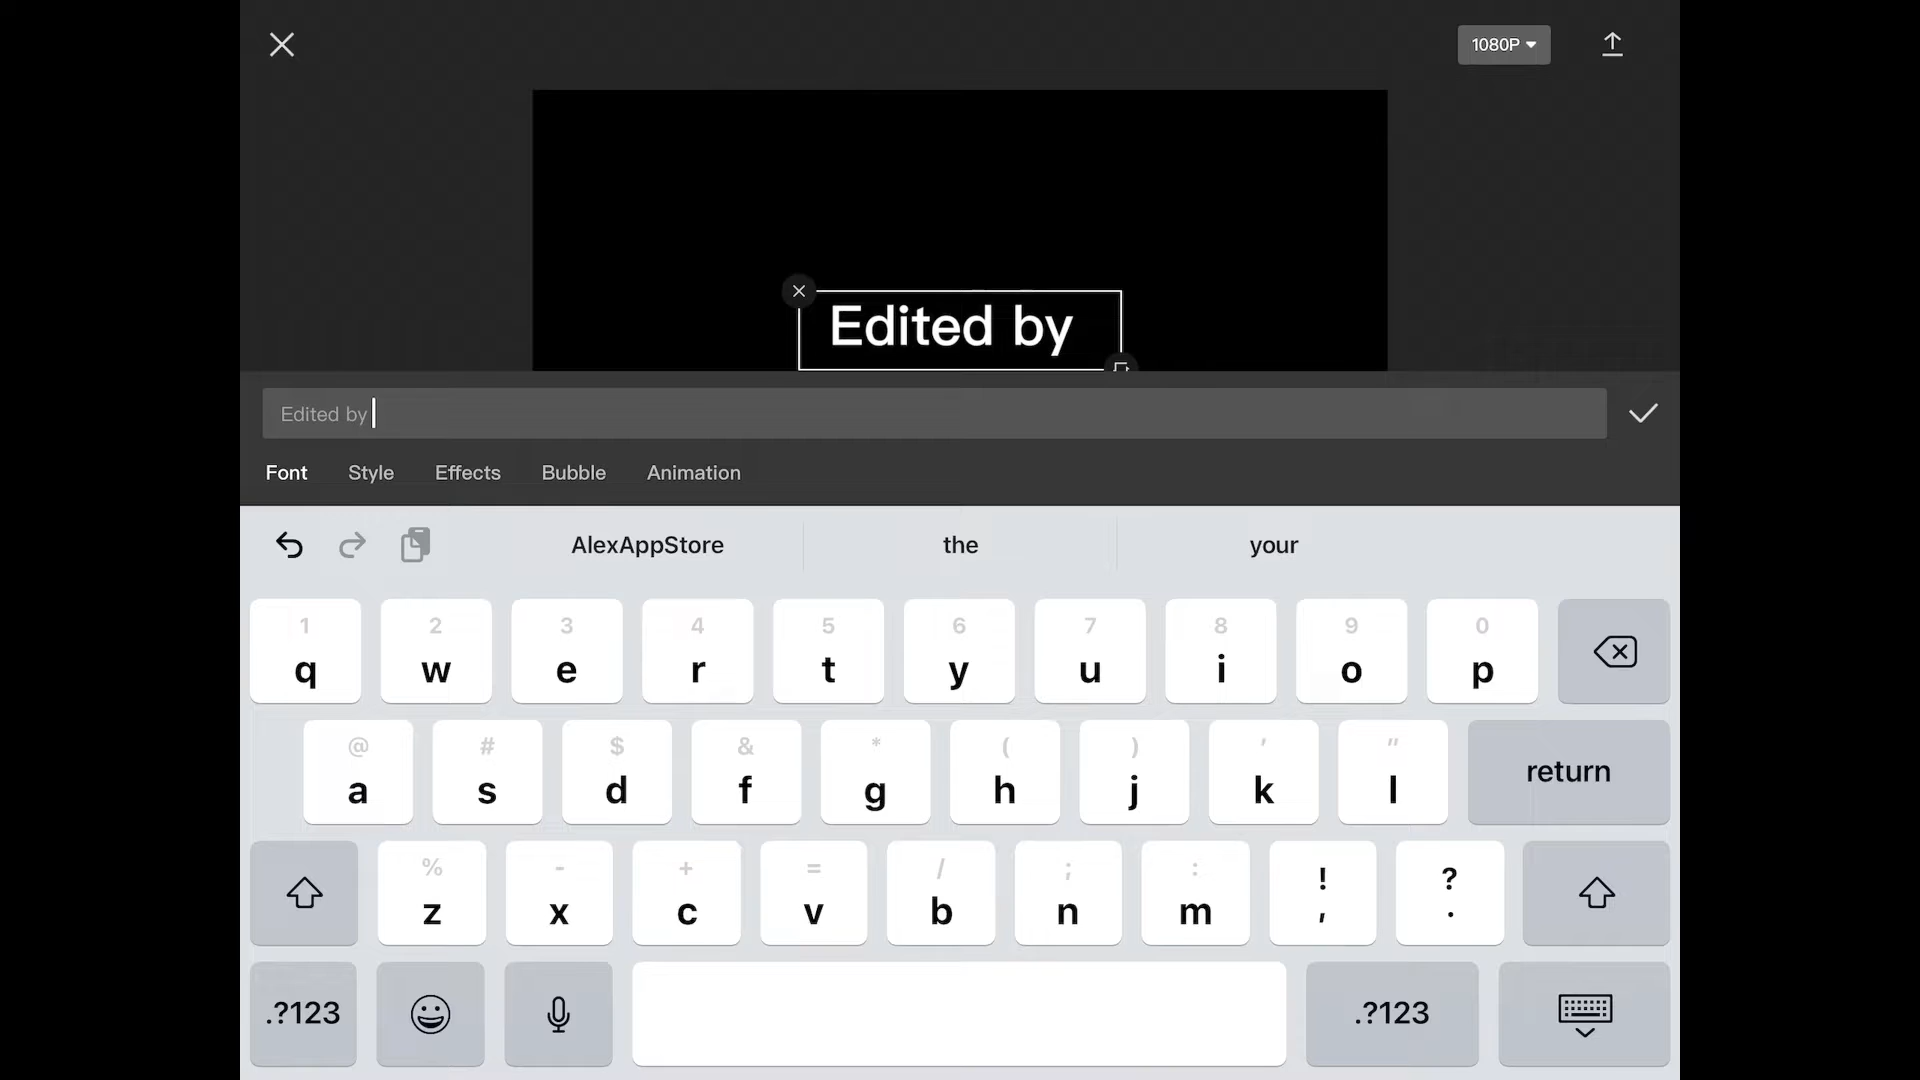 1080P
Edited by
Edited by
Font Style Effects Bubble Animation
AlexAppStore the your
1 2 3 4 5 6 7 8 9 0
q w e r t y u i o p
@ # $ & * ( ) ' "
a s d f g h j k l return
% - + = / ; : ! ?
z x c v b n m , .
.?123 .?123